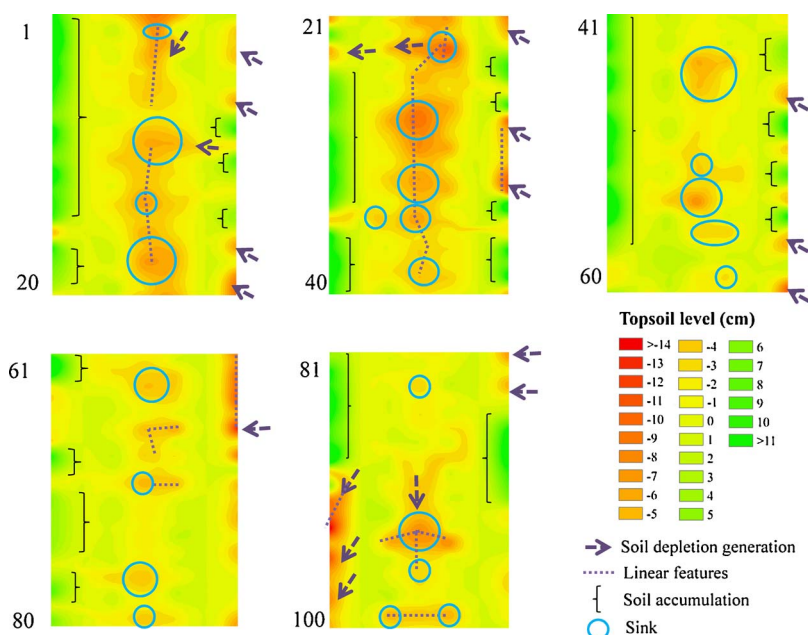 1
20
21
40
41
60
61
80
81
100
Topsoil level (cm)
>-14 -4 6
-13 -3 7
-12 -2 8
-11 -1 9
-10 0 10
-9 1 >11
-8 2
-7 3
-6 4
-5 5
Soil depletion generation
Linear features
Soil accumulation
Sink